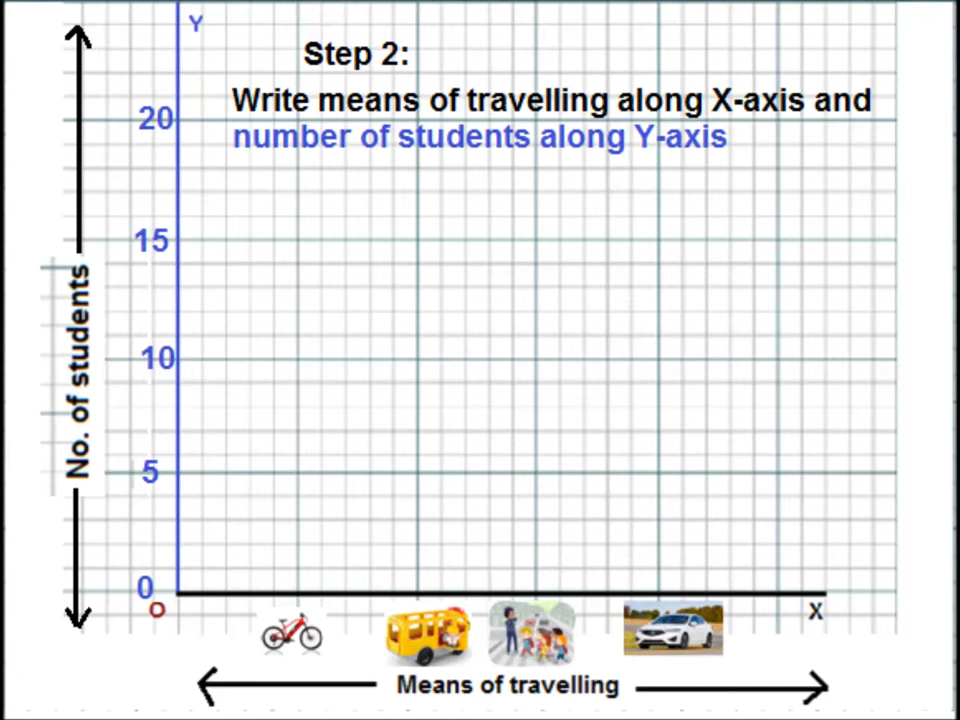 Y
Step 2:
Write means of travelling along X-axis and
number of students along Y-axis
20
15
10
5
0
O
X
No. of students
Means of travelling